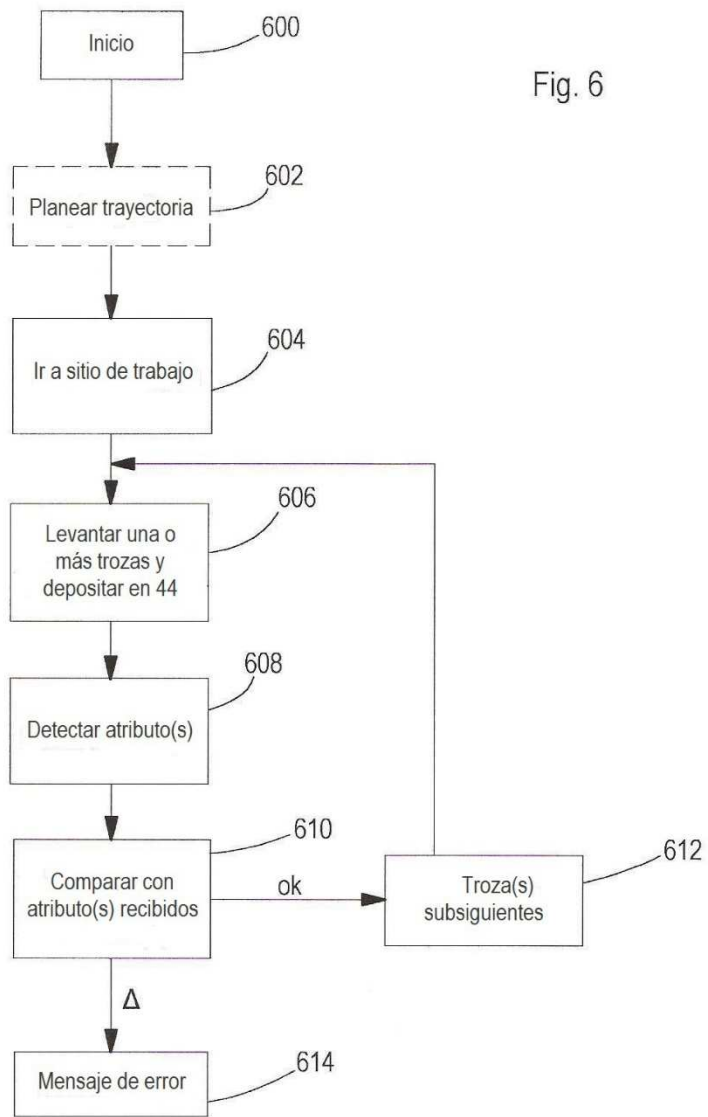 Inicio
600
Fig. 6
Planear trayectoria
602
Ir a sitio de trabajo
604
Levantar una o
más trozas y
depositar en 44
606
Detectar atributo(s)
608
Comparar con
atributo(s) recibidos
610
ok
Troza(s)
subsiguientes
612
Δ
Mensaje de error
614